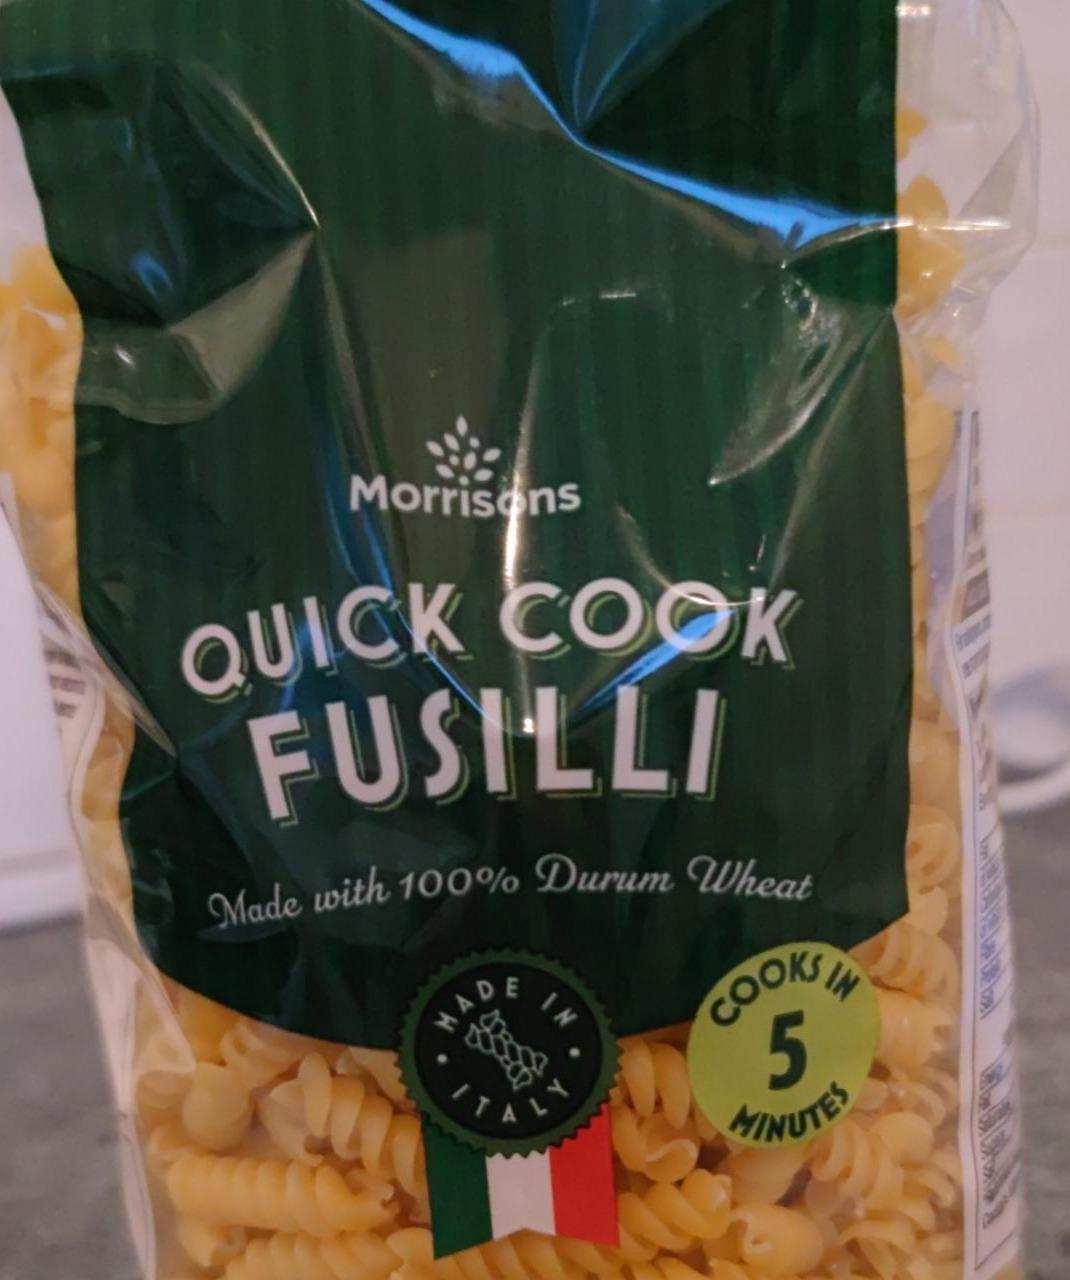 Morrisons
QUICK COOK
FUSILLI
Made with 100% Durum Wheat
MADE IN
ITALY
COOKS IN
5
MINUTES